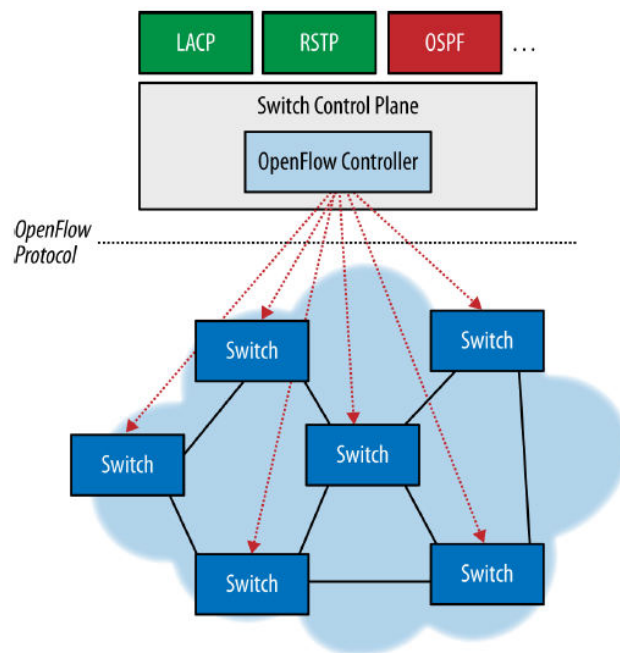 LACP RSTP OSPF ...
Switch Control Plane
OpenFlow Controller
OpenFlow
Protocol
Switch
Switch
Switch
Switch
Switch
Switch